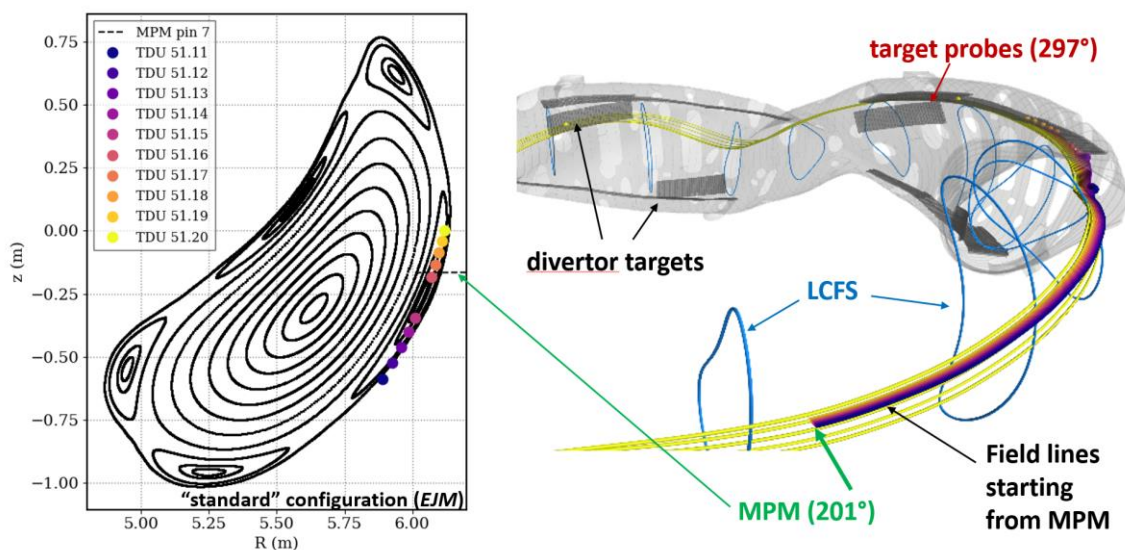 MPM pin 7
TDU 51.11
TDU 51.12
TDU 51.13
TDU 51.14
TDU 51.15
TDU 51.16
TDU 51.17
TDU 51.18
TDU 51.19
TDU 51.20
0.75
0.50
0.25
0.00
−0.25
−0.50
−0.75
−1.00
z (m)
5.00
5.25
5.50
5.75
6.00
R (m)
“standard” configuration (EJM)
target probes (297°)
divertor targets
LCFS
Field lines
starting
from MPM
MPM (201°)